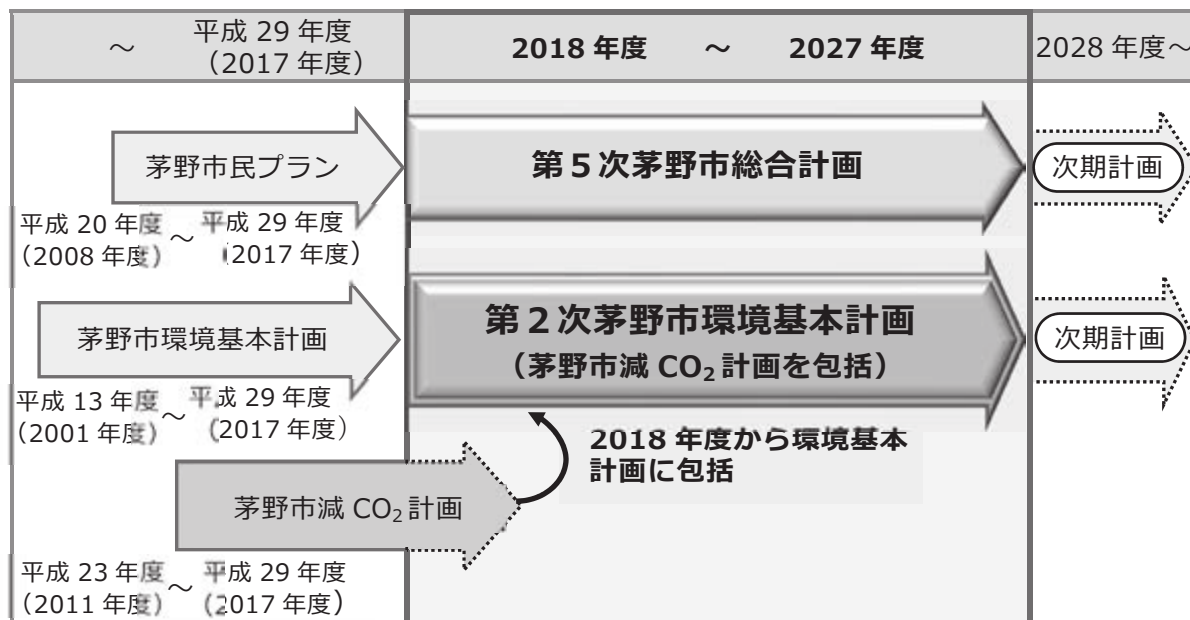 ～ 平成 29 年度
（2017 年度）
2018 年度 ～ 2027 年度
2028 年度～
茅野市民プラン
第５次茅野市総合計画
次期計画
平成 20 年度 ～ 平成 29 年度
（2008 年度） （2017 年度）
茅野市環境基本計画
第２次茅野市環境基本計画
（茅野市減 CO₂ 計画を包括）
次期計画
平成 13 年度 ～ 平成 29 年度
（2001 年度） （2017 年度）
2018 年度から環境基本
計画に包括
茅野市減 CO₂ 計画
平成 23 年度 ～ 平成 29 年度
（2011 年度） （2017 年度）